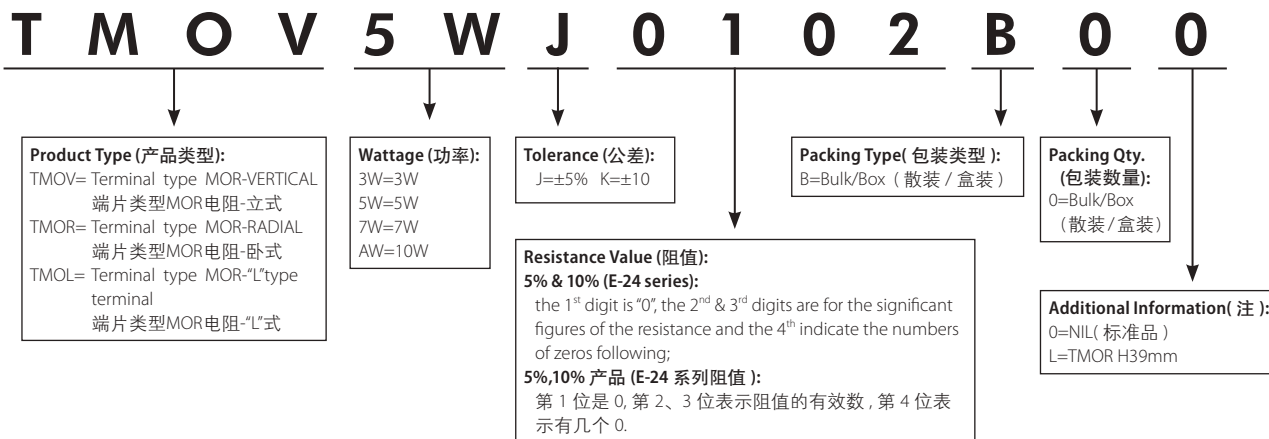 T M O V 5 W J 0 1 0 2 B 0 0
Product Type (产品类型):
TMOV= Terminal type MOR-VERTICAL
端片类型MOR电阻-立式
TMOR= Terminal type MOR-RADIAL
端片类型MOR电阻-卧式
TMOL= Terminal type MOR-“L”type
terminal
端片类型MOR电阻-“L”式
Wattage (功率):
3W=3W
5W=5W
7W=7W
AW=10W
Tolerance (公差):
J=±5% K=±10
Resistance Value (阻值):
5% & 10% (E-24 series):
the 1st digit is “0”, the 2nd & 3rd digits are for the significant
figures of the resistance and the 4th indicate the numbers
of zeros following;
5%,10% 产品 (E-24 系列阻值 ):
第 1 位是 0, 第 2、3 位表示阻值的有效数 , 第 4 位表
示有几个 0.
Packing Type( 包装类型 ):
B=Bulk/Box ( 散装 / 盒装 )
Packing Qty.
(包装数量):
0=Bulk/Box
(散装/盒装)
Additional Information( 注 ):
0=NIL( 标准品 )
L=TMOR H39mm